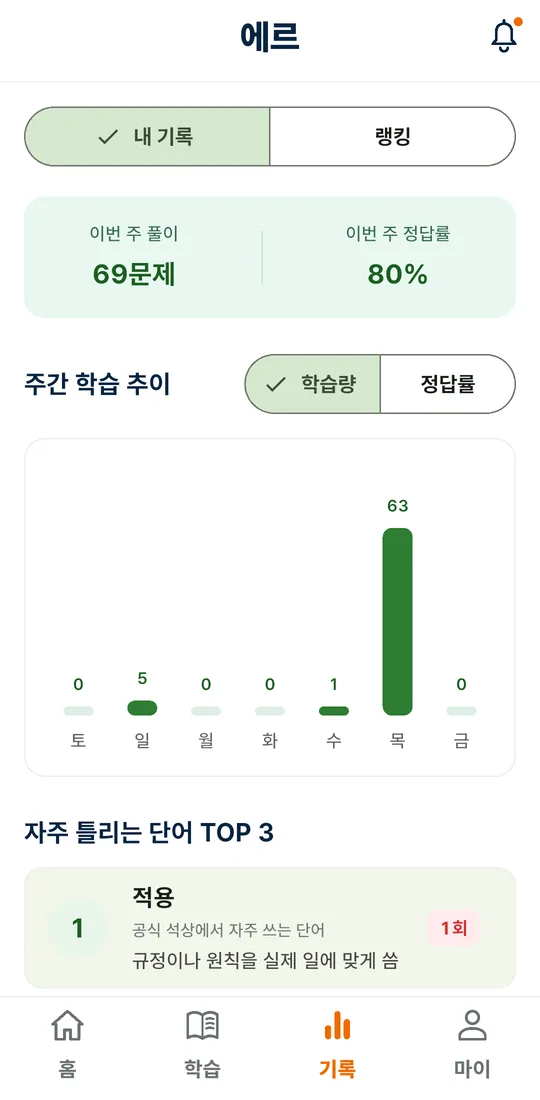 에르
내 기록
랭킹
이번 주 풀이
이번 주 정답률
69문제
80%
주간 학습 추이
학습량
정답률
63
0
5
0
0
1
0
토
일
월
화
수
목
금
자주 틀리는 단어 TOP 3
1
적용
공식 석상에서 자주 쓰는 단어
규정이나 원칙을 실제 일에 맞게 씀
1회
홈
학습
기록
마이